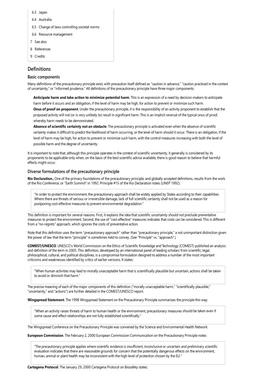 6.3 Japan
6.4 Australia
6.5 Change of laws controlling societal norms
6.6 Resource management
7 See also
8 References
9 Credits
Definitions
Basic components
Many definitions of the precautionary principle exist, with precaution itself defined as "caution in advance," "caution practised in the context
of uncertainty," or "informed prudence." All definitions of the precautionary principle have three major components:
Anticipate harm and take action to minimize potential harm. This is an expression of a need by decision makers to anticipate
harm before it occurs and an obligation, if the level of harm may be high, for action to prevent or minimize such harm.
Onus of proof on proponent. Under the precautionary principle, it is the responsibility of an activity proponent to establish that the
proposed activity will not (or is very unlikely to) result in significant harm. This is an implicit reversal of the typical onus of proof
whereby harm needs to be demonstrated.
Absence of scientific certainty not an obstacle. The precautionary principle is activated even when the absence of scientific
certainty makes it difficult to predict the likelihood of harm occurring, or the level of harm should it occur. There is an obligation, if the
level of harm may be high, for action to prevent or minimize such harm, with the control measures increasing with both the level of
possible harm and the degree of uncertainty.
It is important to note that, although this principle operates in the context of scientific uncertainty, it generally is considered by its
proponents to be applicable only when, on the basis of the best scientific advice available, there is good reason to believe that harmful
effects might occur.
Diverse formulations of the precautionary principle
Rio Declaration. One of the primary foundations of the precautionary principle and globally accepted definitions, results from the work
of the Rio Conference, or "Earth Summit" in 1992. Principle #15 of the Rio Declaration notes (UNEP 1992):
"In order to protect the environment, the precautionary approach shall be widely applied by States according to their capabilities.
Where there are threats of serious or irreversible damage, lack of full scientific certainty shall not be used as a reason for
postponing cost-effective measures to prevent environmental degradation."
This definition is important for several reasons. First, it explains the idea that scientific uncertainty should not preclude preventative
measures to protect the environment. Second, the use of "cost-effective" measures indicates that costs can be considered. This is different
from a "no-regrets" approach, which ignores the costs of preventative action.
Note that this definition uses the term "precautionary approach" rather than "precautionary principle," a not unimportant distinction given
the power of law that the term "principle" is sometimes held to convey. (See "Principle" vs. "approach".)
COMEST/UNESCO. UNESCO's World Commission on the Ethics of Scientific Knowledge and Technology (COMEST) published an analysis
and definition of the term in 2005. This definition, developed by an international panel of leading scholars from scientific, legal,
philosophical, cultural, and political disciplines, is a compromise formulation designed to address a number of the most important
criticisms and weaknesses identified by critics of earlier versions. It states:
"When human activities may lead to morally unacceptable harm that is scientifically plausible but uncertain, actions shall be taken
to avoid or diminish that harm."
The precise meaning of each of the major components of this definition ("morally unacceptable harm," "scientifically plausible,"
"uncertainty," and "actions") are further detailed in the COMEST/UNESCO report.
Wingspread Statement. The 1998 Wingspread Statement on the Precautionary Principle summarizes the principle this way:
"When an activity raises threats of harm to human health or the environment, precautionary measures should be taken even if
some cause and effect relationships are not fully established scientifically."
The Wingspread Conference on the Precautionary Principle was convened by the Science and Environmental Health Network
European Commission. The February 2, 2000 European Commission Communication on the Precautionary Principle notes:
"The precautionary principle applies where scientific evidence is insufficient, inconclusive or uncertain and preliminary scientific
evaluation indicates that there are reasonable grounds for concern that the potentially dangerous effects on the environment,
human, animal or plant health may be inconsistent with the high level of protection chosen by the EU."
Cartagena Protocol. The January 29, 2000 Cartagena Protocol on Biosafety states: